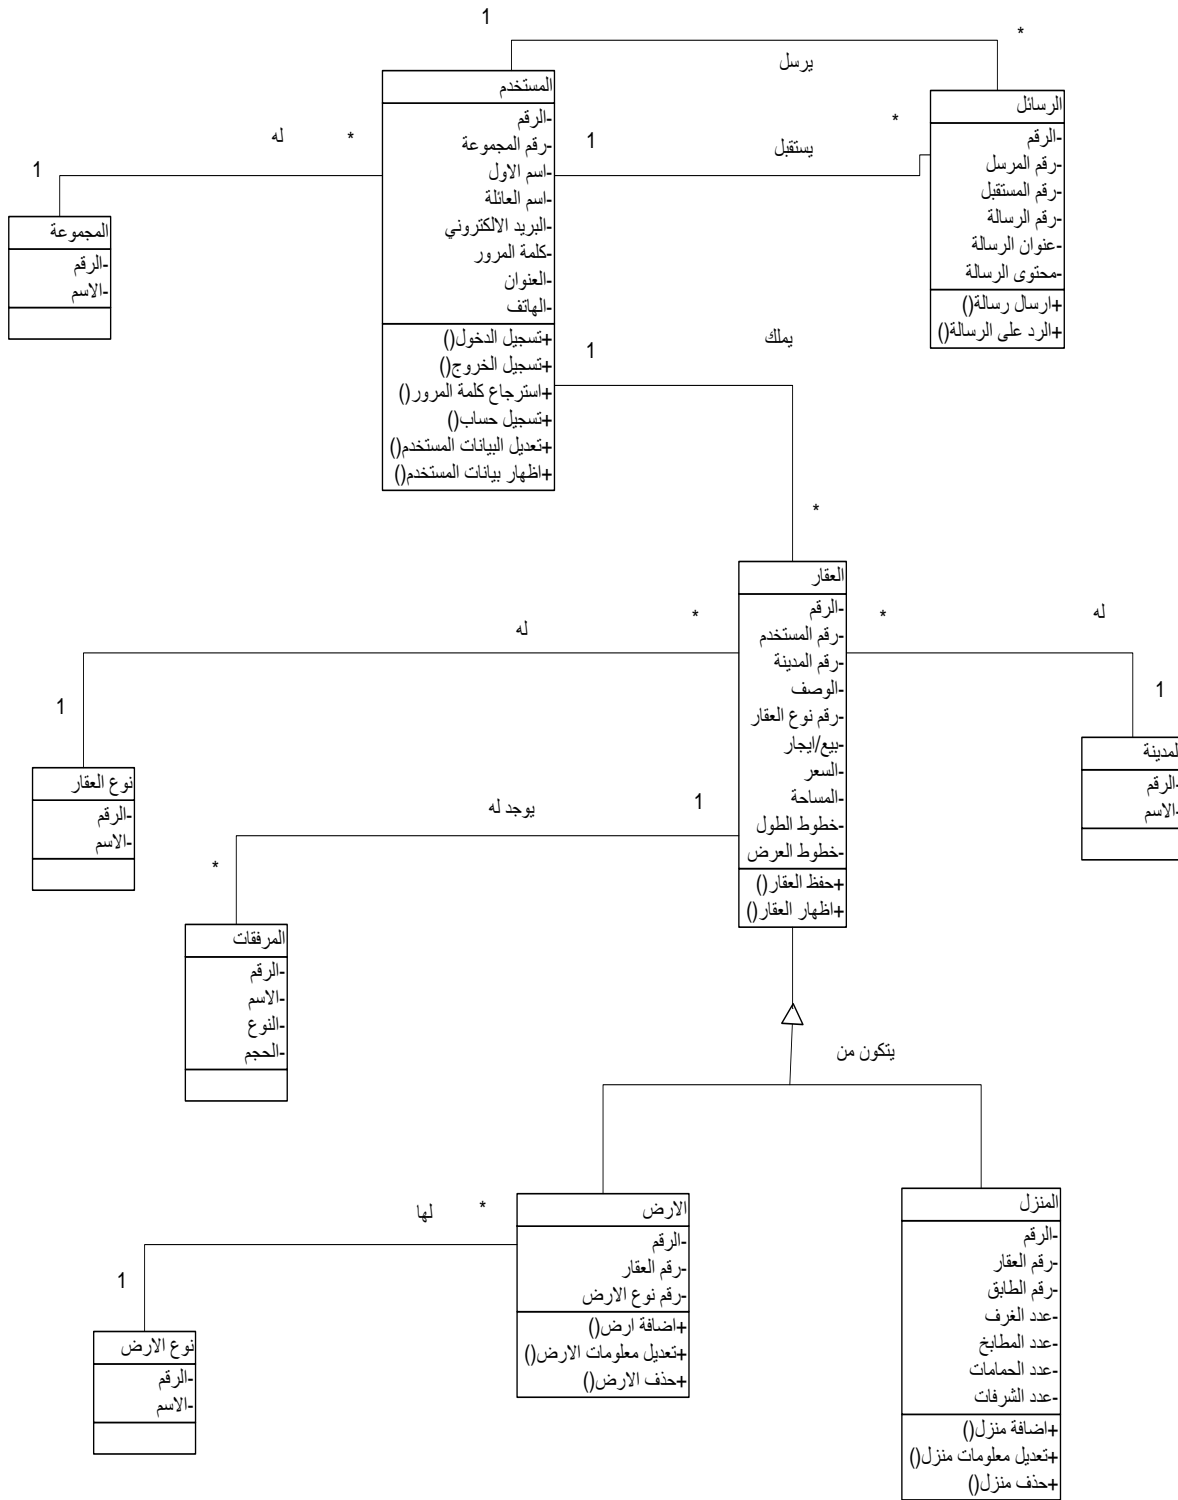 1
*
يرسل
المستخدم
-الرقم
-رقم المجموعة
-اسم الاول
-اسم العائلة
-البريد الالكتروني
-كلمة المرور
-العنوان
-الهاتف
+تسجيل الدخول()
+تسجيل الخروج()
+استرجاع كلمة المرور()
+تسجيل حساب()
+تعديل البيانات المستخدم()
+اظهار بيانات المستخدم()
الرسائل
-الرقم
-رقم المرسل
-رقم المستقبل
-رقم الرسالة
-عنوان الرسالة
-محتوى الرسالة
+ارسال رسالة()
+الرد على الرسالة()
*
يستقبل
1
*
له
1
المجموعة
-الرقم
-الاسم
يملك
1
*
العقار
-الرقم
-رقم المستخدم
-رقم المدينة
-الوصف
-رقم نوع العقار
-بيع/ايجار
-السعر
-المساحة
-خطوط الطول
-خطوط العرض
+حفظ العقار()
+اظهار العقار()
له
*
1
المدينة
-الرقم
-الاسم
*
له
1
نوع العقار
-الرقم
-الاسم
1
يوجد له
*
المرفقات
-الرقم
-الاسم
-النوع
-الحجم
يتكون من
المنزل
-الرقم
-رقم العقار
-رقم الطابق
-عدد الغرف
-عدد المطابخ
-عدد الحمامات
-عدد الشرفات
+اضافة منزل()
+تعديل معلومات منزل()
+حذف منزل()
الارض
-الرقم
-رقم العقار
-رقم نوع الارض
+اضافة ارض()
+تعديل معلومات الارض()
+حذف الارض()
*
لها
1
نوع الارض
-الرقم
-الاسم